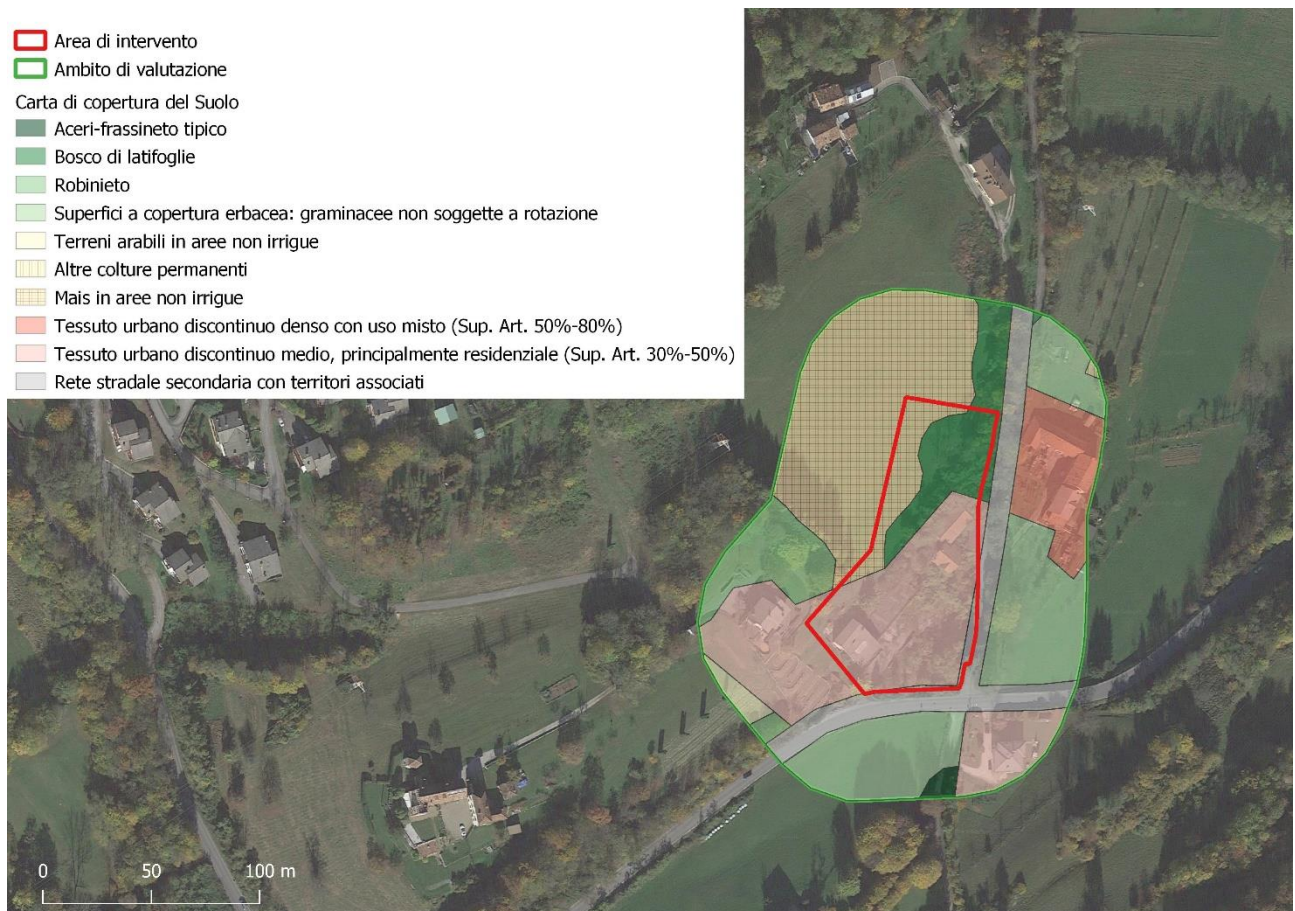 Area di intervento
Ambito di valutazione
Carta di copertura del Suolo
Aceri-frassineto tipico
Bosco di latifoglie
Robinieto
Superfici a copertura erbacea: graminacee non soggette a rotazione
Terreni arabili in aree non irrigue
Altre colture permanenti
Mais in aree non irrigue
Tessuto urbano discontinuo denso con uso misto (Sup. Art. 50%-80%)
Tessuto urbano discontinuo medio, principalmente residenziale (Sup. Art. 30%-50%)
Rete stradale secondaria con territori associati
0 50 100 m